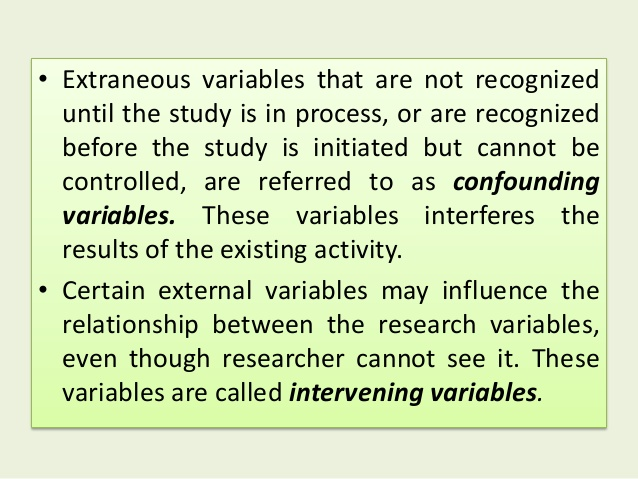 • Extraneous variables that are not recognized
until the study is in process, or are recognized
before the study is initiated but cannot be
controlled, are referred to as confounding
variables. These variables interferes the
results of the existing activity.
• Certain external variables may influence the
relationship between the research variables,
even though researcher cannot see it. These
variables are called intervening variables.